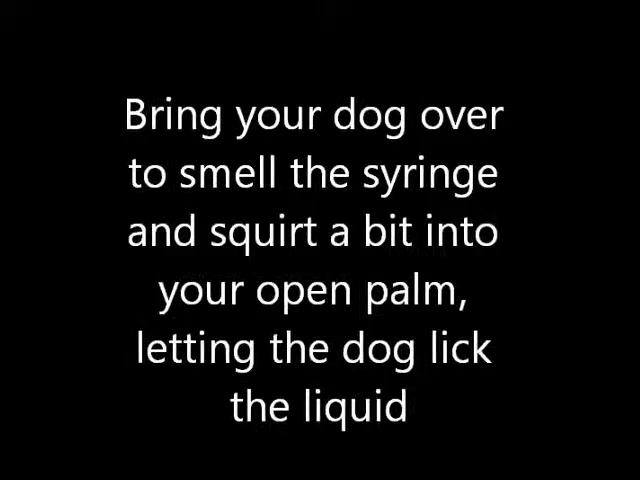 Bring your dog over
to smell the syringe
and squirt a bit into
your open palm,
letting the dog lick
the liquid